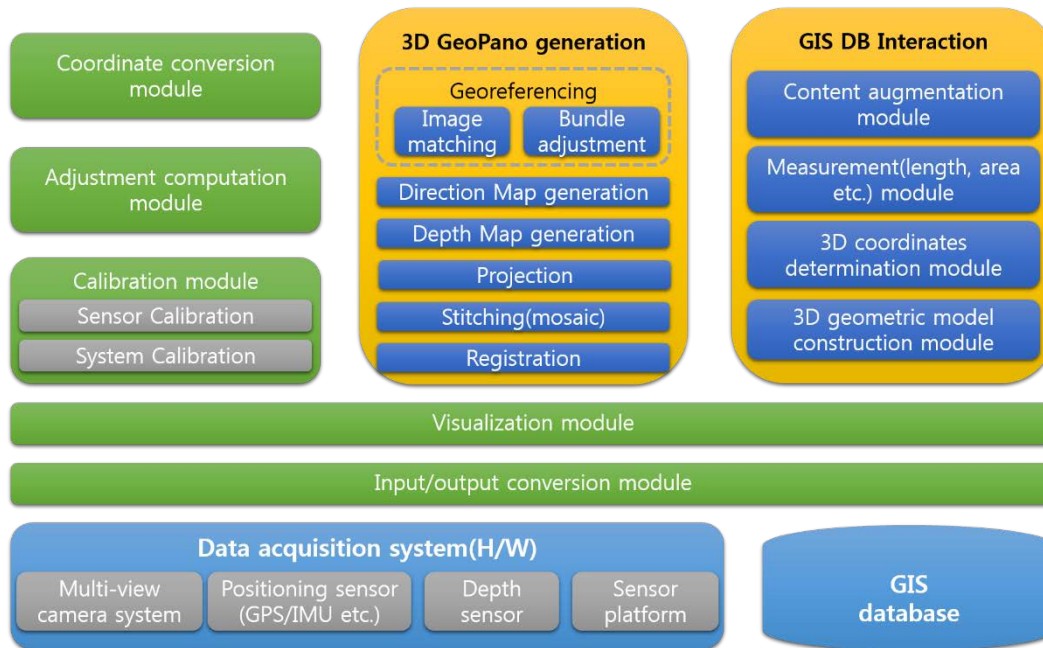 Coordinate conversion
module
Adjustment computation
module
Calibration module
Sensor Calibration
System Calibration
3D GeoPano generation
Georeferencing
Image
matching
Bundle
adjustment
Direction Map generation
Depth Map generation
Projection
Stitching(mosaic)
Registration
GIS DB Interaction
Content augmentation
module
Measurement(length, area
etc.) module
3D coordinates
determination module
3D geometric model
construction module
Visualization module
Input/output conversion module
Data acquisition system(H/W)
Multi-view
camera system
Positioning sensor
(GPS/IMU etc.)
Depth
sensor
Sensor
platform
GIS
database